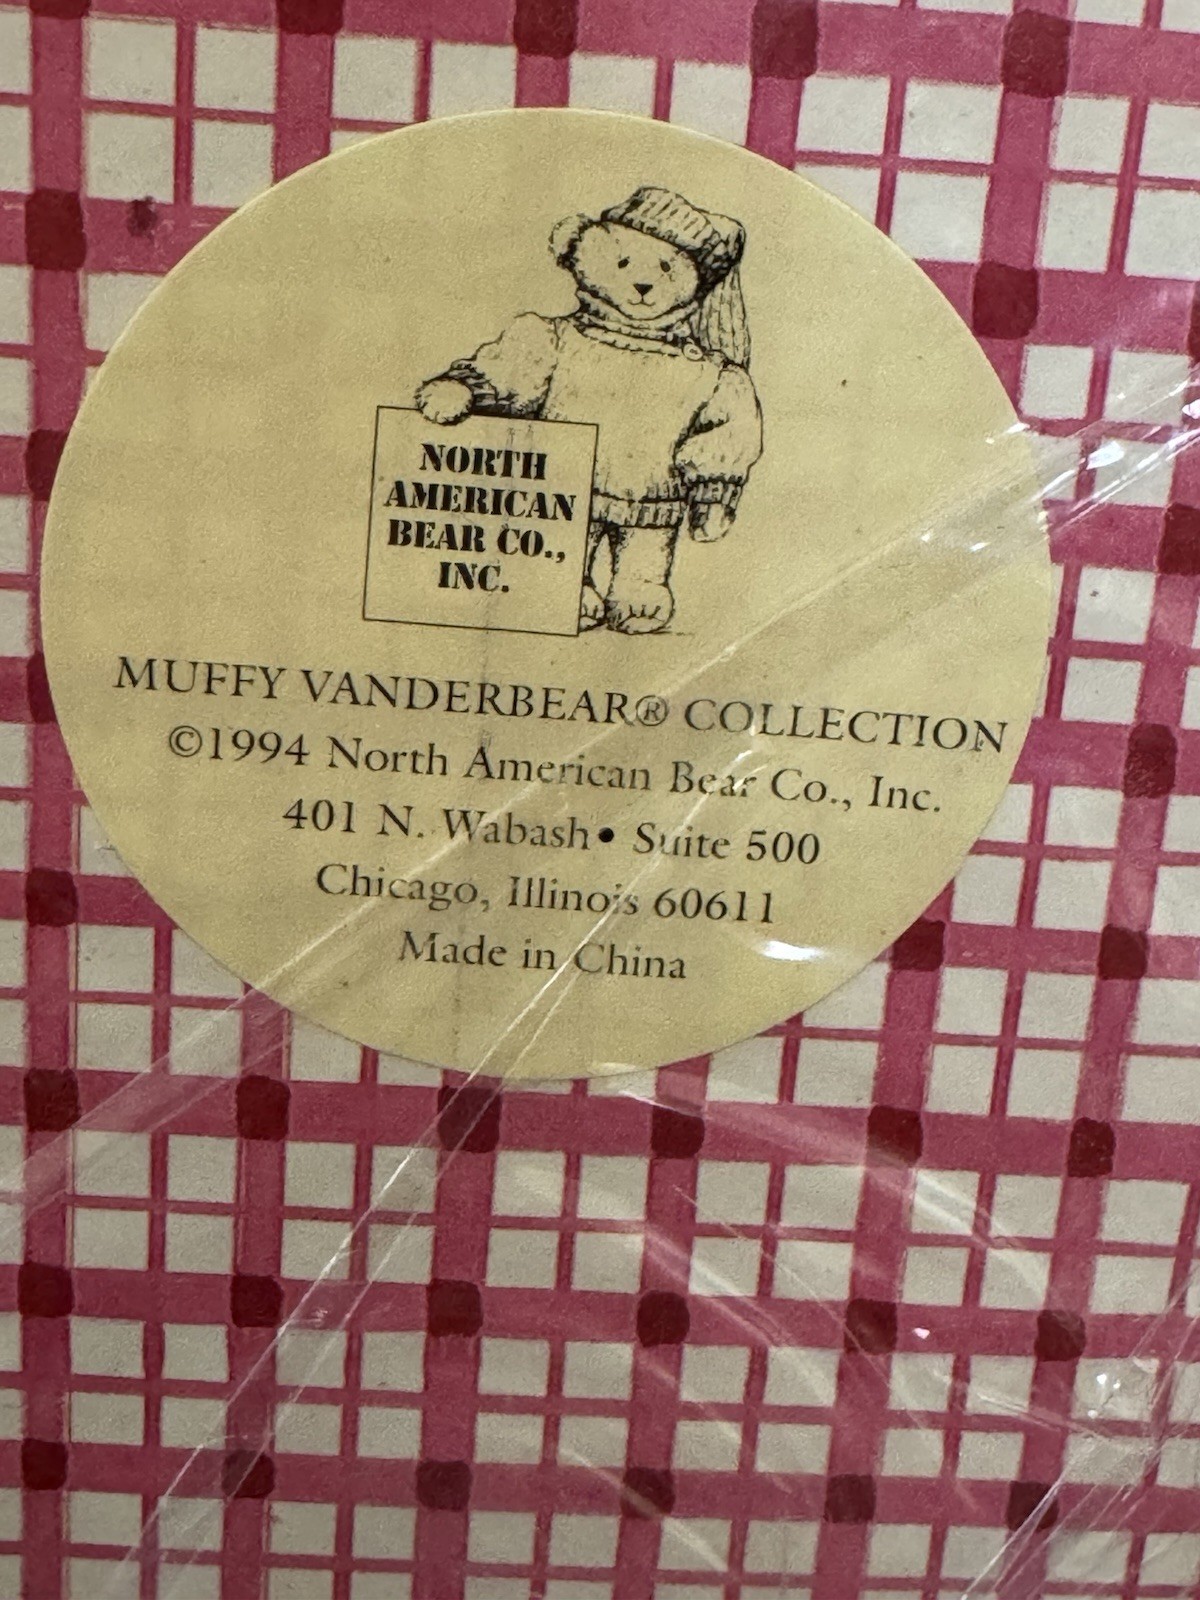 NORTH
AMERICAN
BEAR CO.,
INC.
MUFFY VANDERBEAR® COLLECTION
©1994 North American Bear Co., Inc.
401 N. Wabash• Suite 500
Chicago, Illinois 60611
Made in China